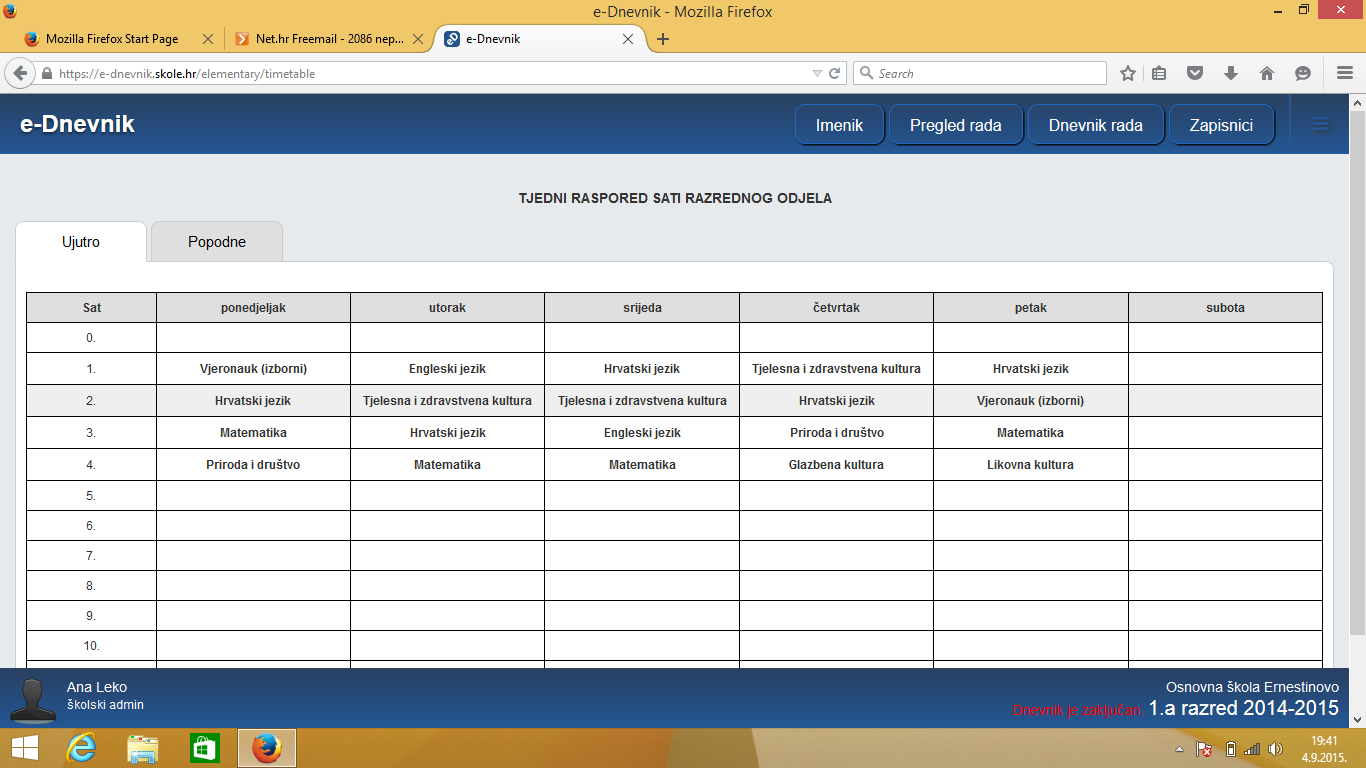 e-Dnevnik - Mozilla Firefox
Mozilla Firefox Start Page
Net.hr Freemail - 2086 nep...
e-Dnevnik
https://e-dnevnik.skole.hr/elementary/timetable
Search
e-Dnevnik
Imenik
Pregled rada
Dnevnik rada
Zapisnici
TJEDNI RASPORED SATI RAZREDNOG ODJELA
Ujutro
Popodne
Sat ponedjeljak utorak srijeda četvrtak petak subota
0.
1. Vjeronauk (izborni) Engleski jezik Hrvatski jezik Tjelesna i zdravstvena kultura Hrvatski jezik
2. Hrvatski jezik Tjelesna i zdravstvena kultura Tjelesna i zdravstvena kultura Hrvatski jezik Vjeronauk (izborni)
3. Matematika Hrvatski jezik Engleski jezik Priroda i društvo Matematika
4. Priroda i društvo Matematika Matematika Glazbena kultura Likovna kultura
5.
6.
7.
8.
9.
10.
Ana Leko
školski admin
Osnovna škola Ernestinovo
Dnevnik je zaključan. 1.a razred 2014-2015
19:41
4.9.2015.